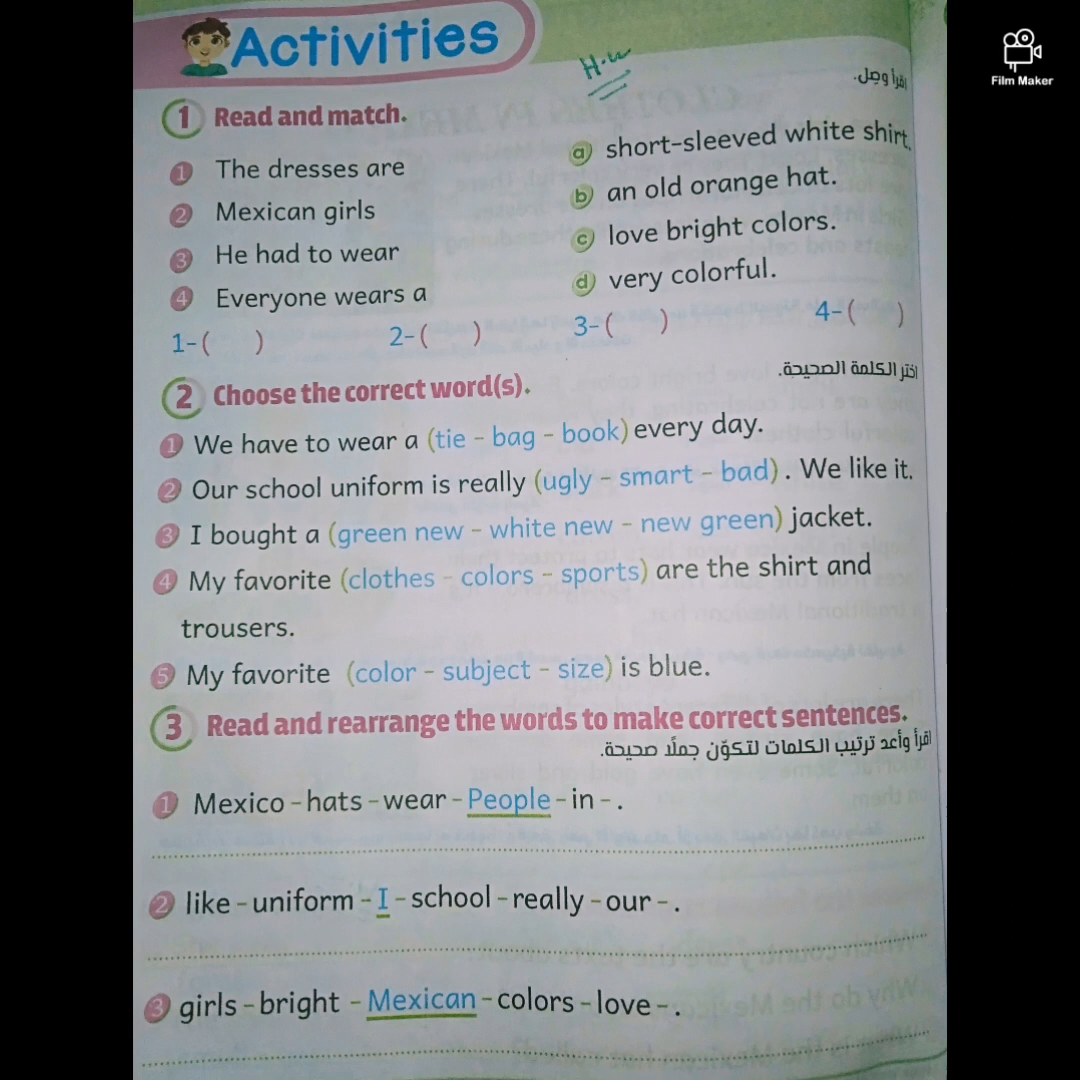 Activities
H.w
Film Maker
اقرأ وصِل.
1 Read and match.
1 The dresses are
a short-sleeved white shirt.
2 Mexican girls
b an old orange hat.
3 He had to wear
c love bright colors.
4 Everyone wears a
d very colorful.
1-( ) 2-( ) 3-( ) 4-( )
اختر الكلمة الصحيحة.
2 Choose the correct word(s).
1 We have to wear a (tie - bag - book) every day.
2 Our school uniform is really (ugly - smart - bad). We like it.
3 I bought a (green new - white new - new green) jacket.
4 My favorite (clothes - colors - sports) are the shirt and
trousers.
5 My favorite (color - subject - size) is blue.
3 Read and rearrange the words to make correct sentences.
اقرأ وأعد ترتيب الكلمات لتكوّن جملًا صحيحة.
1 Mexico - hats - wear - People - in - .
2 like - uniform - I - school - really - our - .
3 girls - bright - Mexican - colors - love - .